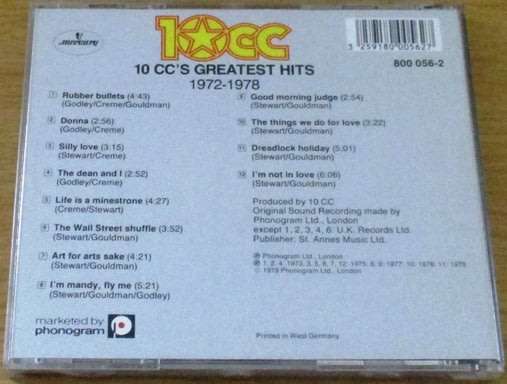 mercury
10cc
3 259180 005627
10 CC'S GREATEST HITS
800 056-2
1972-1978
1 Rubber bullets (4:43)
(Godley/Creme/Gouldman)
2 Donna (2:56)
(Godley/Creme)
3 Silly love (3:15)
(Stewart/Creme)
4 The dean and I (2:52)
(Godley/Creme)
5 Life is a minestrone (4:27)
(Creme/Stewart)
6 The Wall Street shuffle (3:52)
(Stewart/Gouldman)
7 Art for arts sake (4:21)
(Stewart/Gouldman)
8 I'm mandy, fly me (5:21)
(Stewart/Gouldman/Godley)
9 Good morning judge (2:54)
(Stewart/Gouldman)
10 The things we do for love (3:22)
(Stewart/Gouldman)
11 Dreadlock holiday (5:01)
(Stewart/Gouldman)
12 I'm not in love (6:06)
(Stewart/Gouldman)
Produced by 10 CC
Original Sound Recording made by
Phonogram Ltd., London
except 1, 2, 3, 4, 6: U.K. Records Ltd.
Publisher: St. Annes Music Ltd.
℗ Phonogram Ltd., London
© 1979 Phonogram Ltd., London
marketed by
phonogram
Printed in West Germany